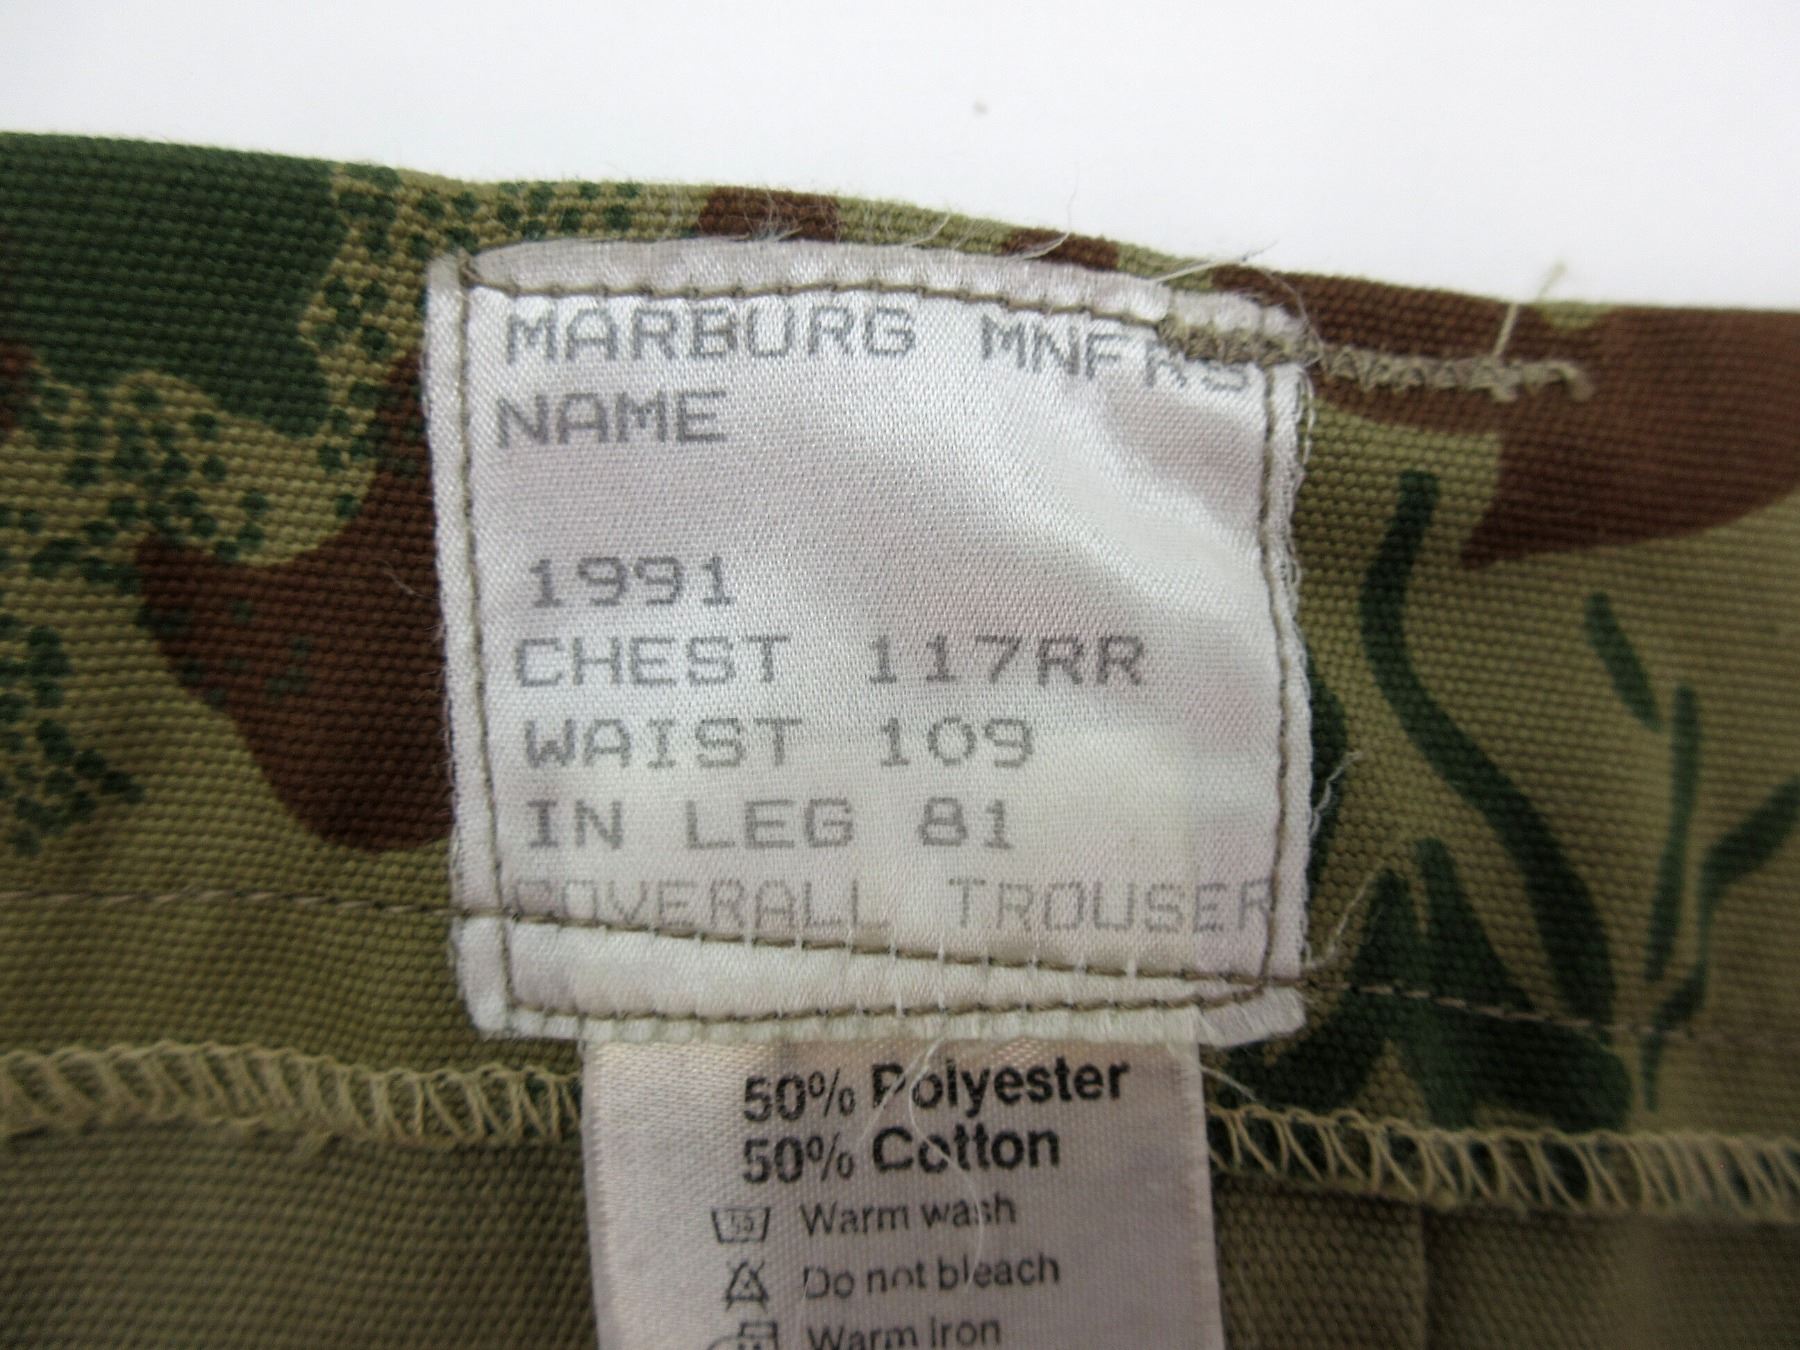 MARBURG MNFRS
NAME
1991
CHEST 117RR
WAIST 109
IN LEG 81
COVERALL TROUSER
50% Polyester
50% Cotton
Warm wash
Do not bleach
Warm iron